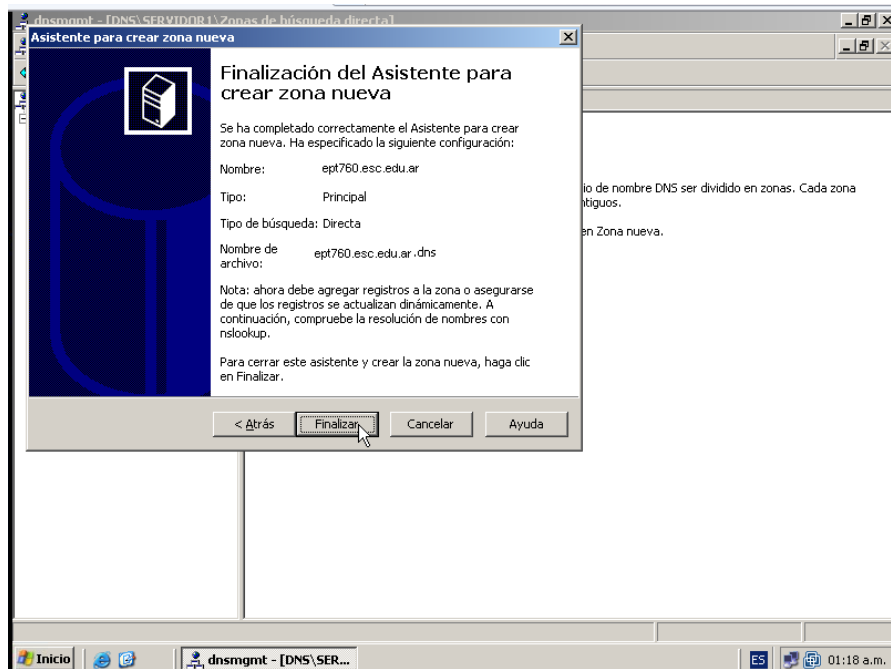 dnsmgmt - [DNS\SERVIDOR1\Zonas de búsqueda directa]
Asistente para crear zona nueva
Finalización del Asistente para
crear zona nueva
Se ha completado correctamente el Asistente para crear
zona nueva. Ha especificado la siguiente configuración:
Nombre: ept760.esc.edu.ar
Tipo: Principal
Tipo de búsqueda: Directa
Nombre de
archivo: ept760.esc.edu.ar.dns
Nota: ahora debe agregar registros a la zona o asegurarse
de que los registros se actualizan dinámicamente. A
continuación, compruebe la resolución de nombres con
nslookup.
Para cerrar este asistente y crear la zona nueva, haga clic
en Finalizar.
< Atrás Finalizar Cancelar Ayuda
io de nombre DNS ser dividido en zonas. Cada zona
ntiguos.
en Zona nueva.
Inicio dnsmgmt - [DNS\SER... ES 01:18 a.m.